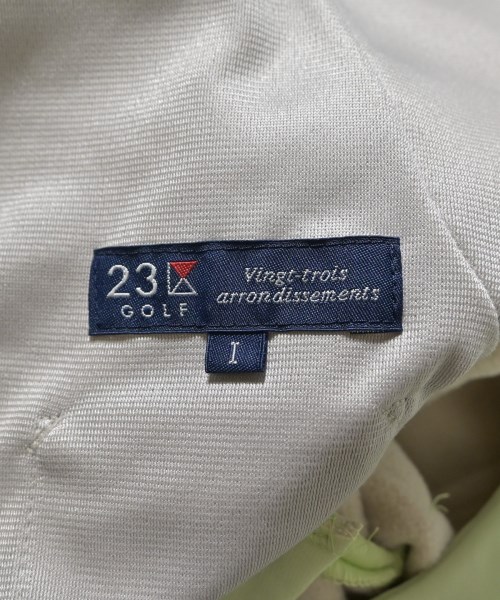 23
GOLF
Vingt-trois
arrondissements
I